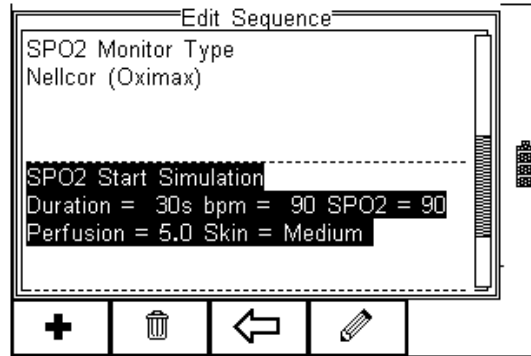 Edit Sequence
SPO2 Monitor Type
Nellcor (Oximax)
SPO2 Start Simulation
Duration = 30s bpm = 90 SPO2 = 90
Perfusion = 5.0 Skin = Medium